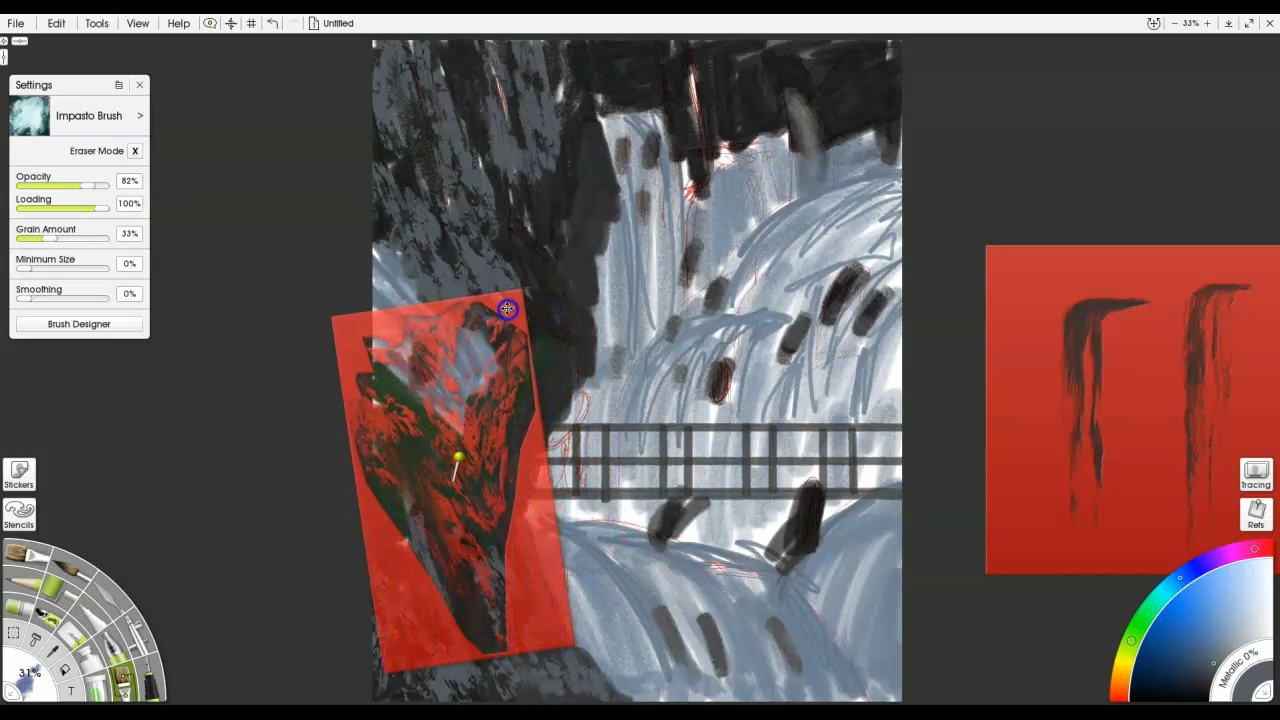 File Edit Tools View Help Untitled 33%
Settings
Impasto Brush >
Eraser Mode X
Opacity 82%
Loading 100%
Grain Amount 33%
Minimum Size 0%
Smoothing 0%
Brush Designer
Stickers
Tracing
Stencils
Refs
31%
T
Metallic 0%